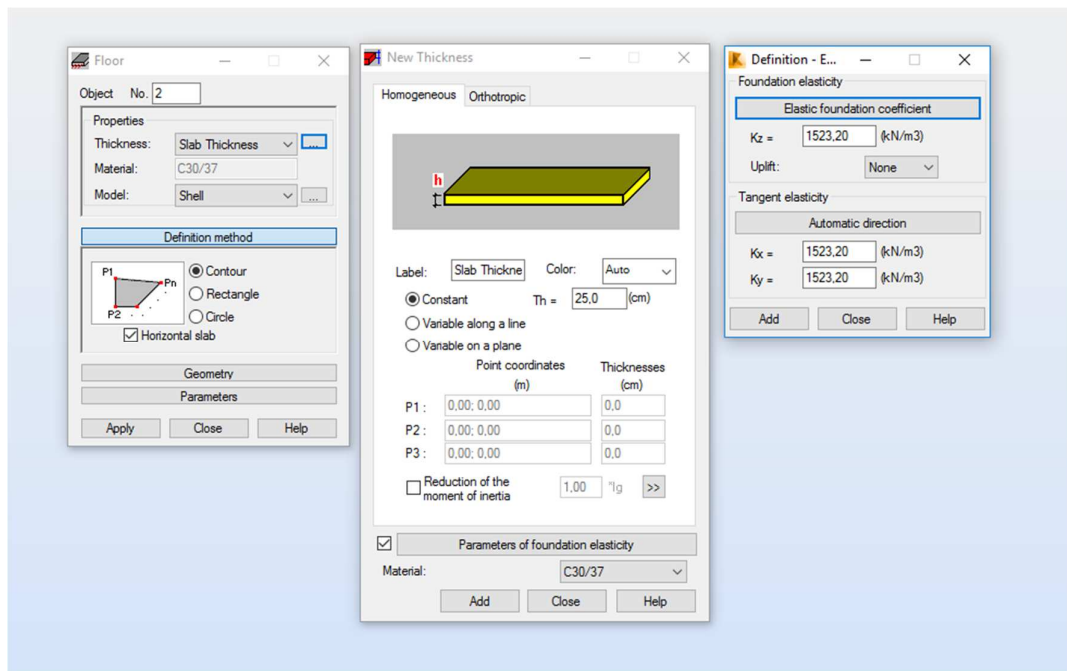 Floor
Object No. 2
Properties
Thickness: Slab Thickness ...
Material: C30/37
Model: Shell ...
Definition method
P1
Pn
P2
Contour
Rectangle
Circle
Horizontal slab
Geometry
Parameters
Apply Close Help
New Thickness
Homogeneous Orthotropic
h
Label: Slab Thickne Color: Auto
Constant Th = 25,0 (cm)
Variable along a line
Variable on a plane
Point coordinates Thicknesses
(m) (cm)
P1 : 0,00; 0,00 0,0
P2 : 0,00; 0,00 0,0
P3 : 0,00; 0,00 0,0
Reduction of the
moment of inertia 1,00 *Ig >>
Parameters of foundation elasticity
Material: C30/37
Add Close Help
Definition - E...
Foundation elasticity
Elastic foundation coefficient
Kz = 1523,20 (kN/m3)
Uplift: None
Tangent elasticity
Automatic direction
Kx = 1523,20 (kN/m3)
Ky = 1523,20 (kN/m3)
Add Close Help